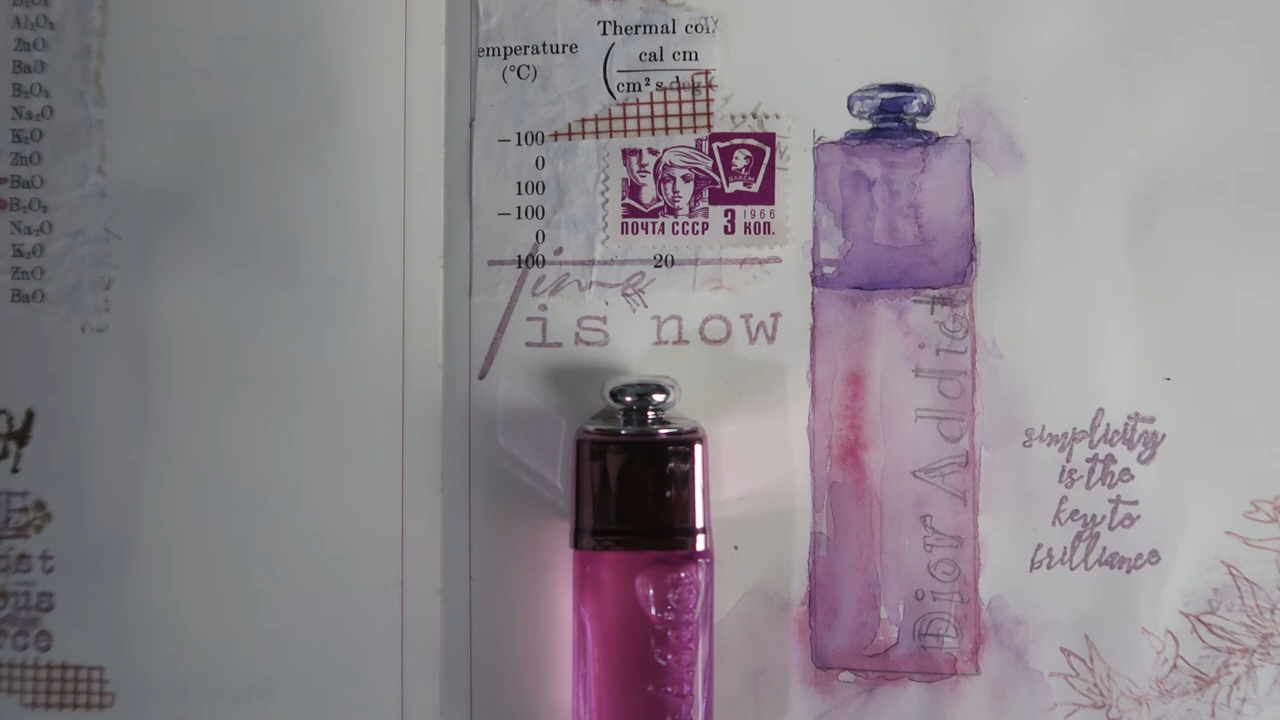 Al₂O₃
ZnO
BaO
B₂O₃
Na₂O
K₂O
ZnO
BaO
B₂O₃
Na₂O
K₂O
ZnO
BaO
Thermal
emperature
(°C)
cal cm
cm² s deg
−100
0
100
−100
0
100
20
ВЛКСМ
1966
ПОЧТА СССР 3 КОП.
Time
is now
Dior Addict
Addict
simplicity
is the
key to
brilliance